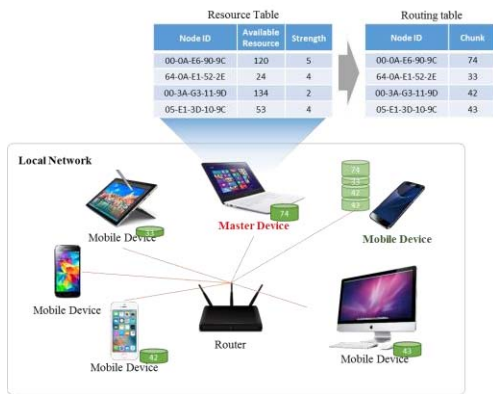 Resource Table
Routing table
Node ID Available Resource Strength
00-0A-E6-90-9C 120 5
64-0A-E1-52-2E 24 4
00-3A-G3-11-9D 134 2
05-E1-3D-10-9C 53 4
Node ID Chunk
00-0A-E6-90-9C 74
64-0A-E1-52-2E 33
00-3A-G3-11-9D 42
05-E1-3D-10-9C 43
Local Network
74
33
42
43
33
74
Mobile Device
Master Device
Mobile Device
Mobile Device
Router
42
43
Mobile Device
Mobile Device